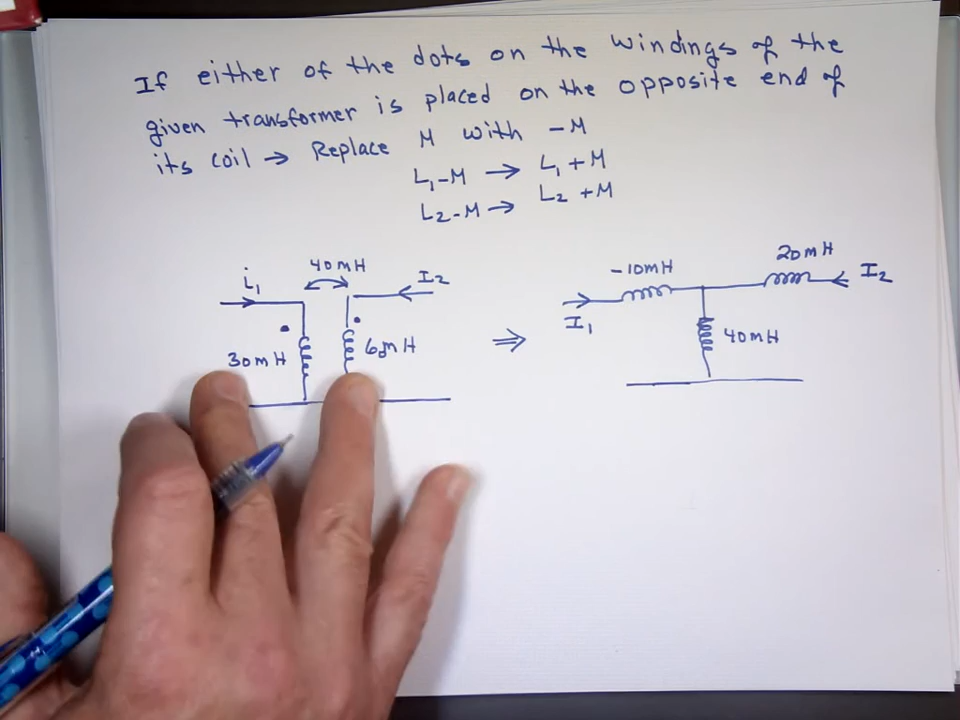 If either of the dots on the windings of the
given transformer is placed on the opposite end of
its coil → Replace M with -M
L₁-M → L₁+M
L₂-M → L₂+M
i₁ 40mH I₂
30mH 60mH
⇒
-10mH 20mH I₂
I₁ 40mH